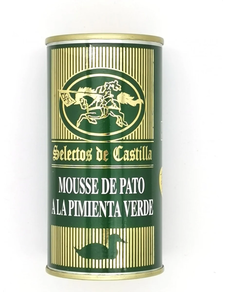 Selectos de Castilla
MOUSSE DE PATO
A LA PIMIENTA VERDE